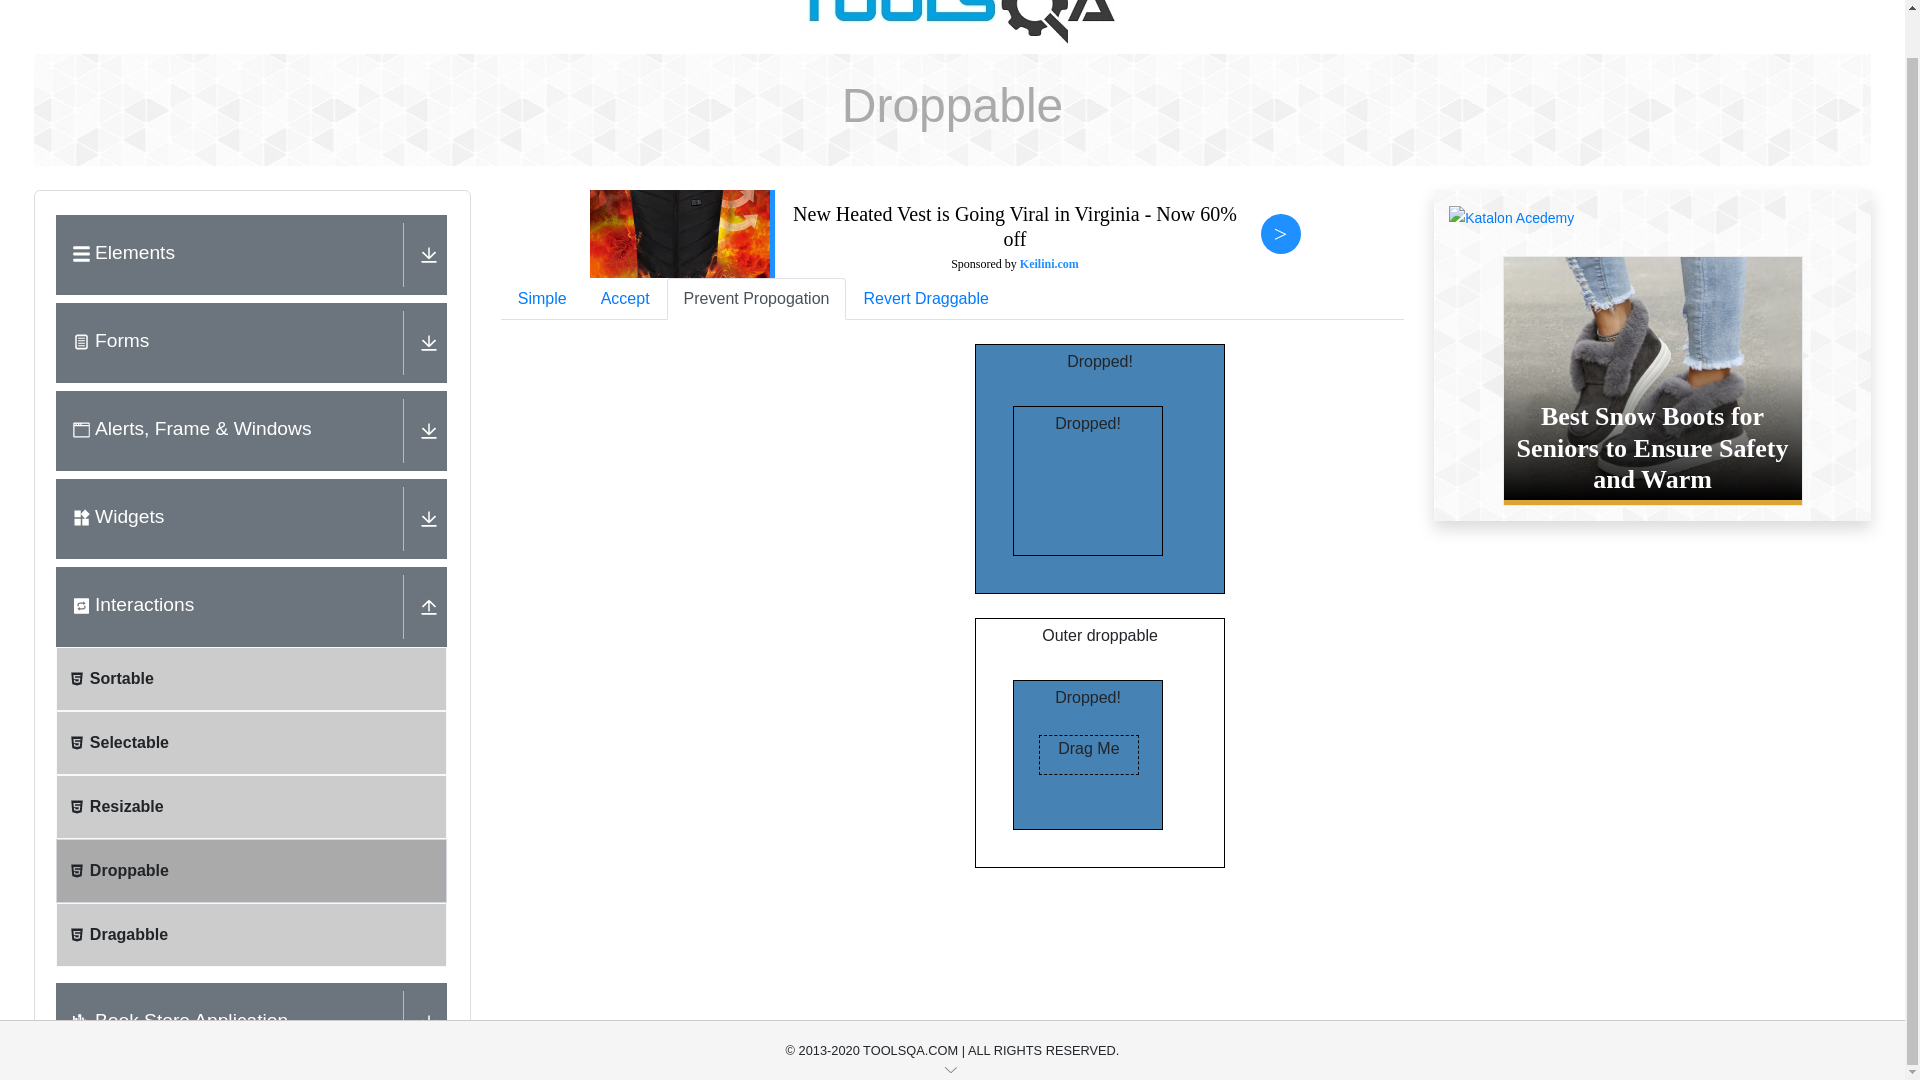 TOOLSQA
Droppable
Elements
Forms
Alerts, Frame & Windows
Widgets
Interactions
Sortable
Selectable
Resizable
Droppable
Dragabble
Book Store Application
New Heated Vest is Going Viral in Virginia - Now 60%
off
Sponsored by Keilini.com
>
Simple Accept Prevent Propogation Revert Draggable
Dropped!
Dropped!
Outer droppable
Dropped!
Drag Me
Katalon Acedemy
Best Snow Boots for
Seniors to Ensure Safety
and Warm
© 2013-2020 TOOLSQA.COM | ALL RIGHTS RESERVED.